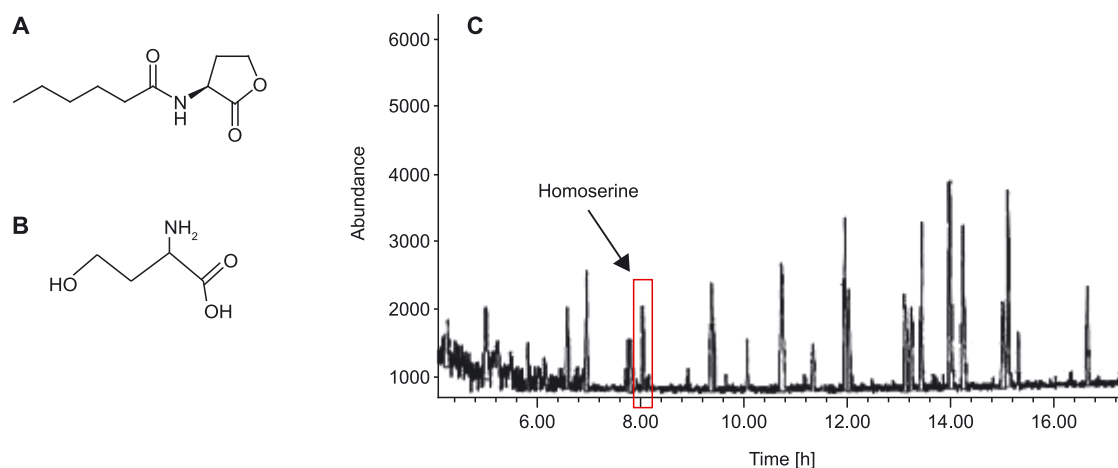 A
O
N
H
O
O
B
NH2
HO
O
OH
C
Abundance
6000
5000
4000
3000
2000
1000
Homoserine
6.00 8.00 10.00 12.00 14.00 16.00
Time [h]